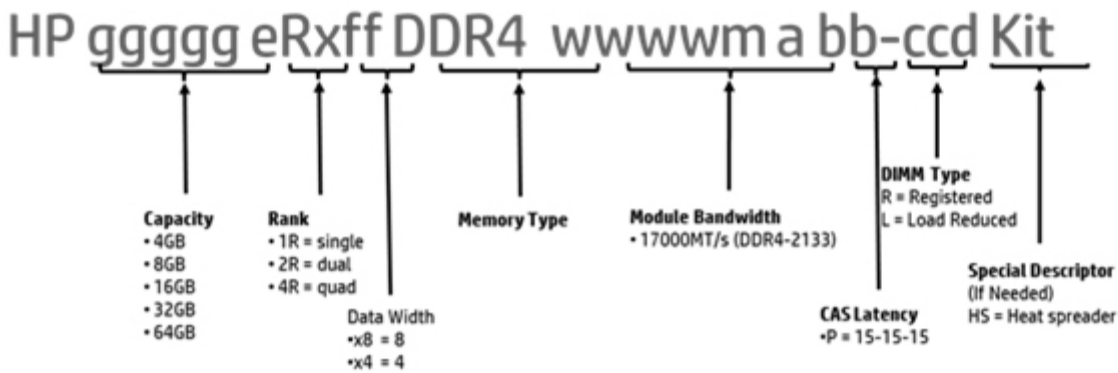 HP ggggg eRxff DDR4 wwwwm a bb-ccd Kit
Capacity
• 4GB
• 8GB
• 16GB
• 32GB
• 64GB
Rank
• 1R = single
• 2R = dual
• 4R = quad
Data Width
•x8 = 8
•x4 = 4
Memory Type
Module Bandwidth
• 17000MT/s (DDR4-2133)
CAS Latency
•P = 15-15-15
DIMM Type
R = Registered
L = Load Reduced
Special Descriptor
(If Needed)
HS = Heat spreader